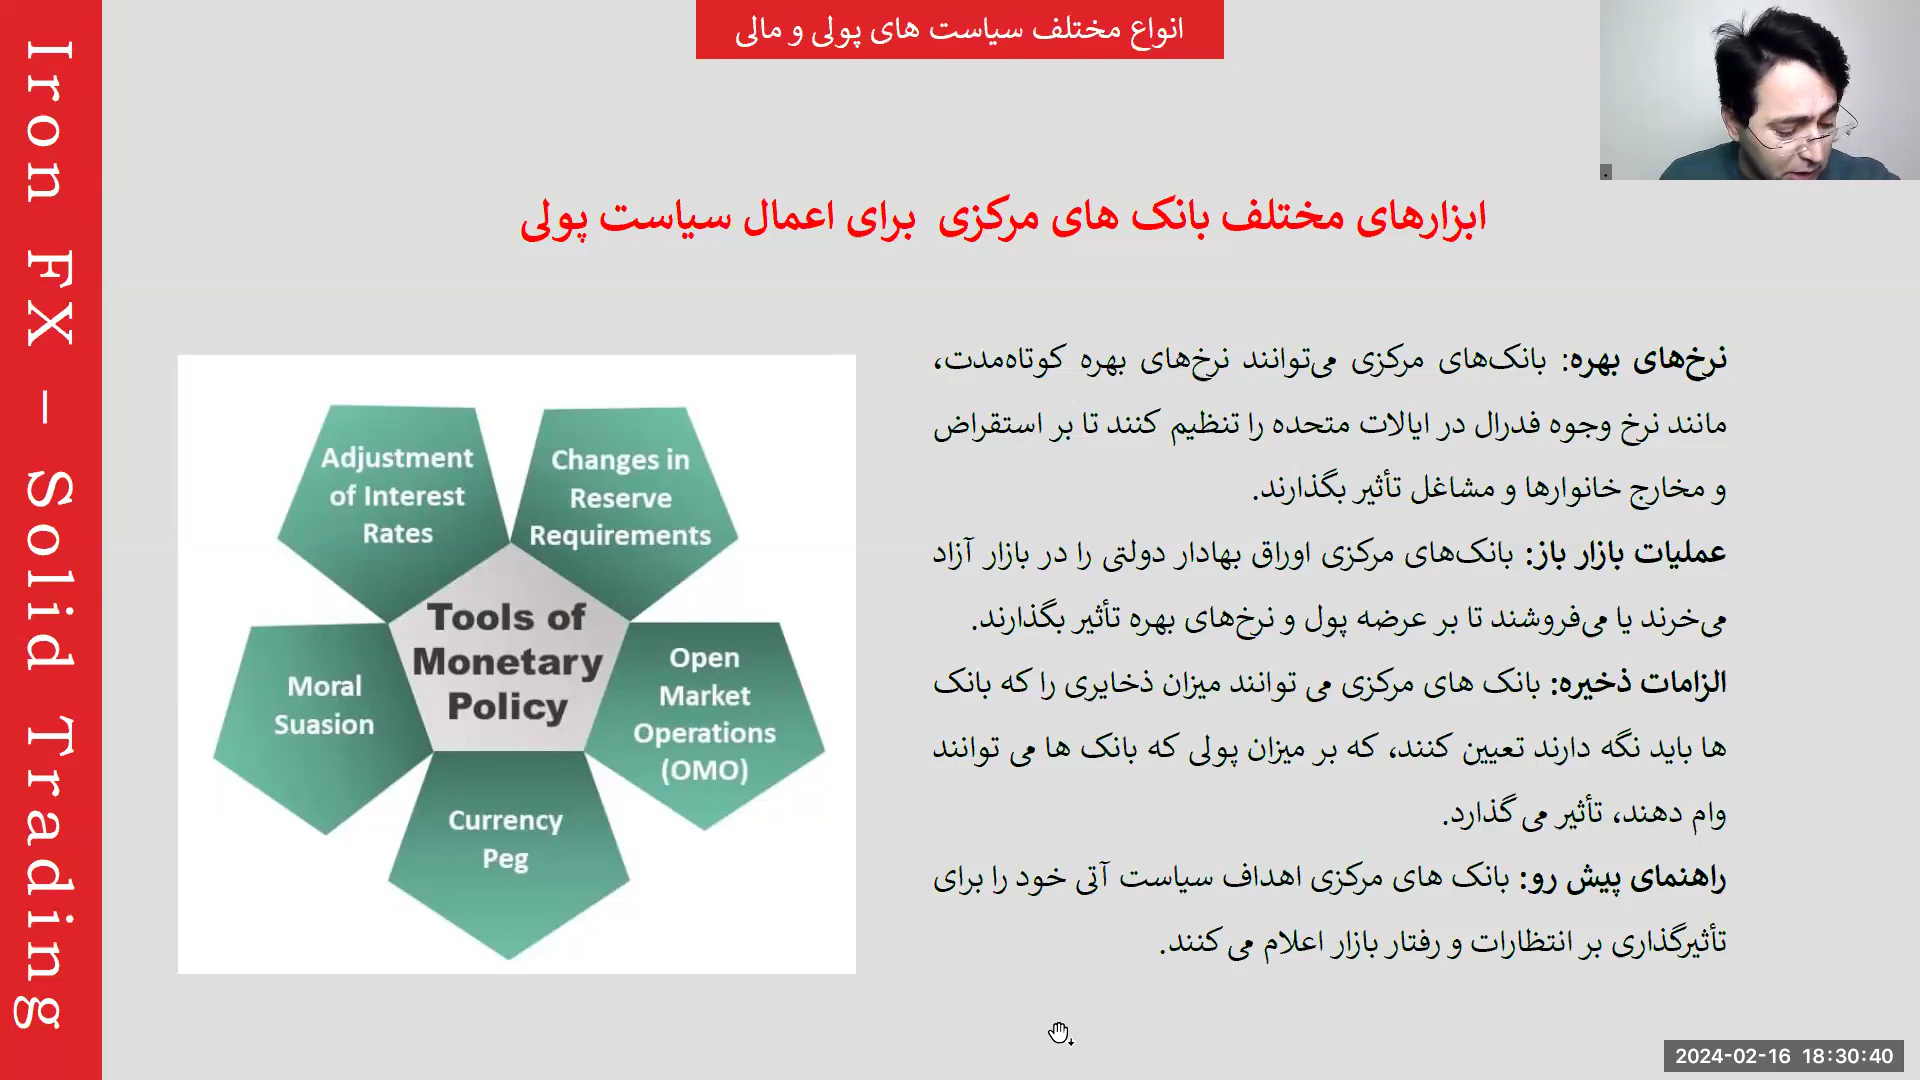 انواع مختلف سیاست های پولی و مالی
Iron FX – Solid Trading
ابزارهای مختلف بانک های مرکزی برای اعمال سیاست پولی
نرخ‌های بهره: بانک‌های مرکزی می‌توانند نرخ‌های بهره کوتاه‌مدت،
مانند نرخ وجوه فدرال در ایالات متحده را تنظیم کنند تا بر استقراض
و مخارج خانوارها و مشاغل تأثیر بگذارند.
عملیات بازار باز: بانک‌های مرکزی اوراق بهادار دولتی را در بازار آزاد
می‌خرند یا می‌فروشند تا بر عرضه پول و نرخ‌های بهره تأثیر بگذارند.
الزامات ذخیره: بانک های مرکزی می توانند میزان ذخایری را که بانک
ها باید نگه دارند تعیین کنند، که بر میزان پولی که بانک ها می توانند
وام دهند، تأثیر می گذارد.
راهنمای پیش رو: بانک های مرکزی اهداف سیاست آتی خود را برای
تأثیرگذاری بر انتظارات و رفتار بازار اعلام می کنند.
Adjustment
of Interest
Rates
Changes in
Reserve
Requirements
Tools of
Monetary
Policy
Moral
Suasion
Open
Market
Operations
(OMO)
Currency
Peg
2024-02-16 18:30:40